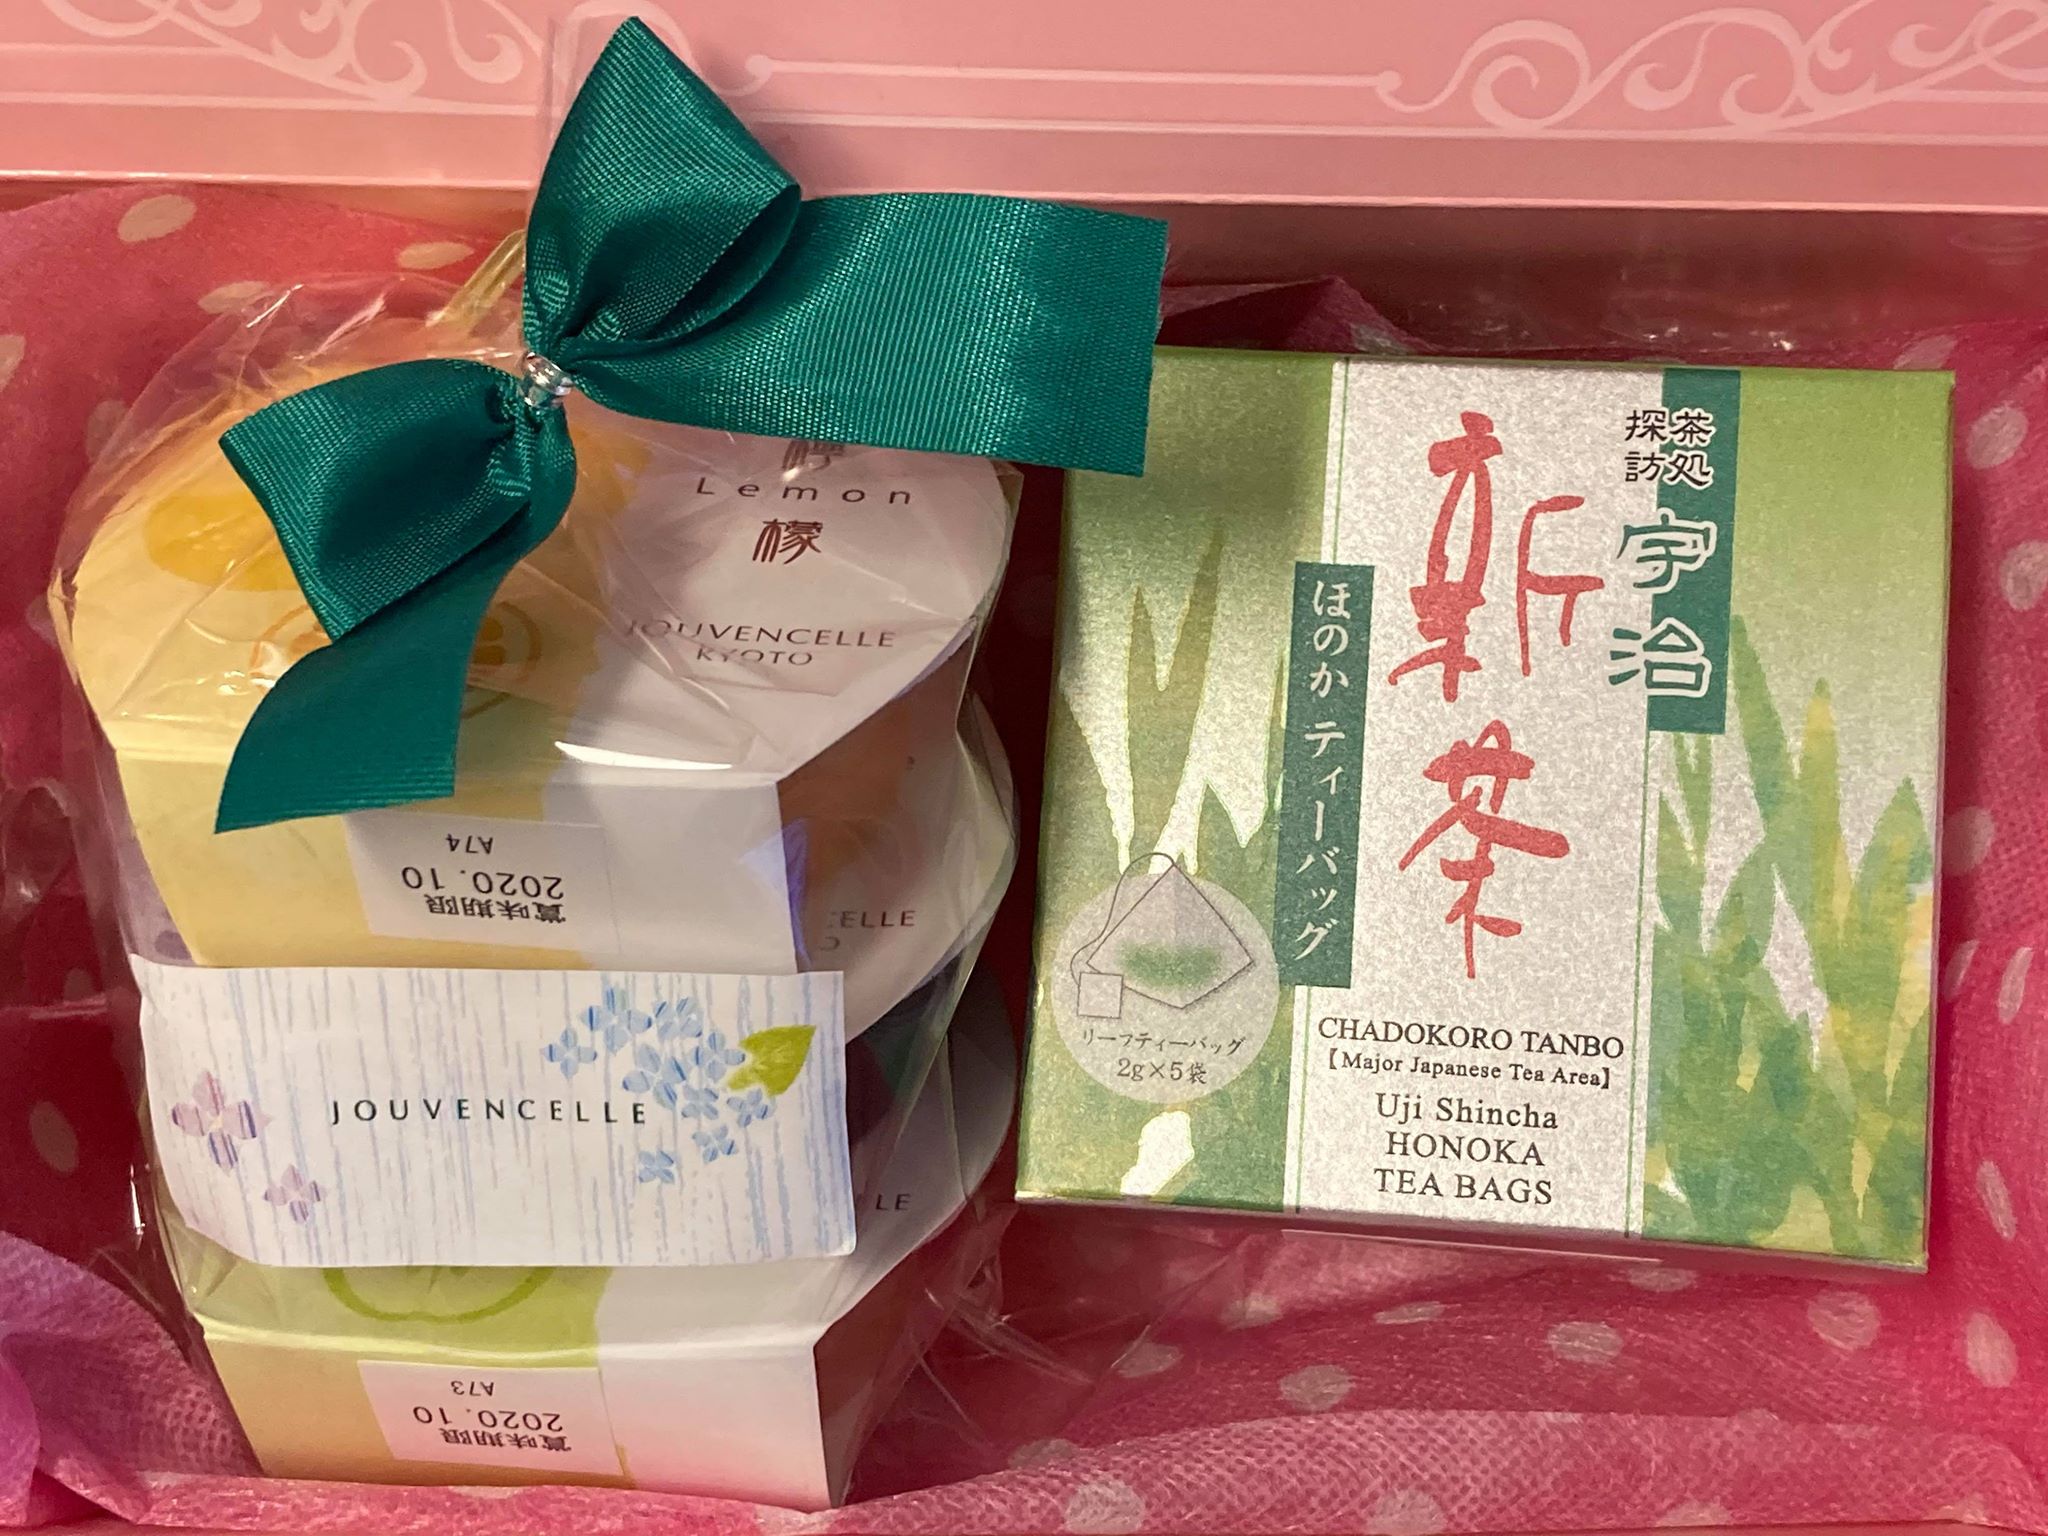 檸
Lemon
檬
JOUVENCELLE
KYOTO
ELLE
A74
2020.10
賞味期限
JOUVENCELLE
LE
A73
2020.10
賞味期限
茶処
探訪
宇治
新茶
ほのか ティーバッグ
リーフティーバッグ
2g×5袋
CHADOKORO TANBO
【Major Japanese Tea Area】
Uji Shincha
HONOKA
TEA BAGS